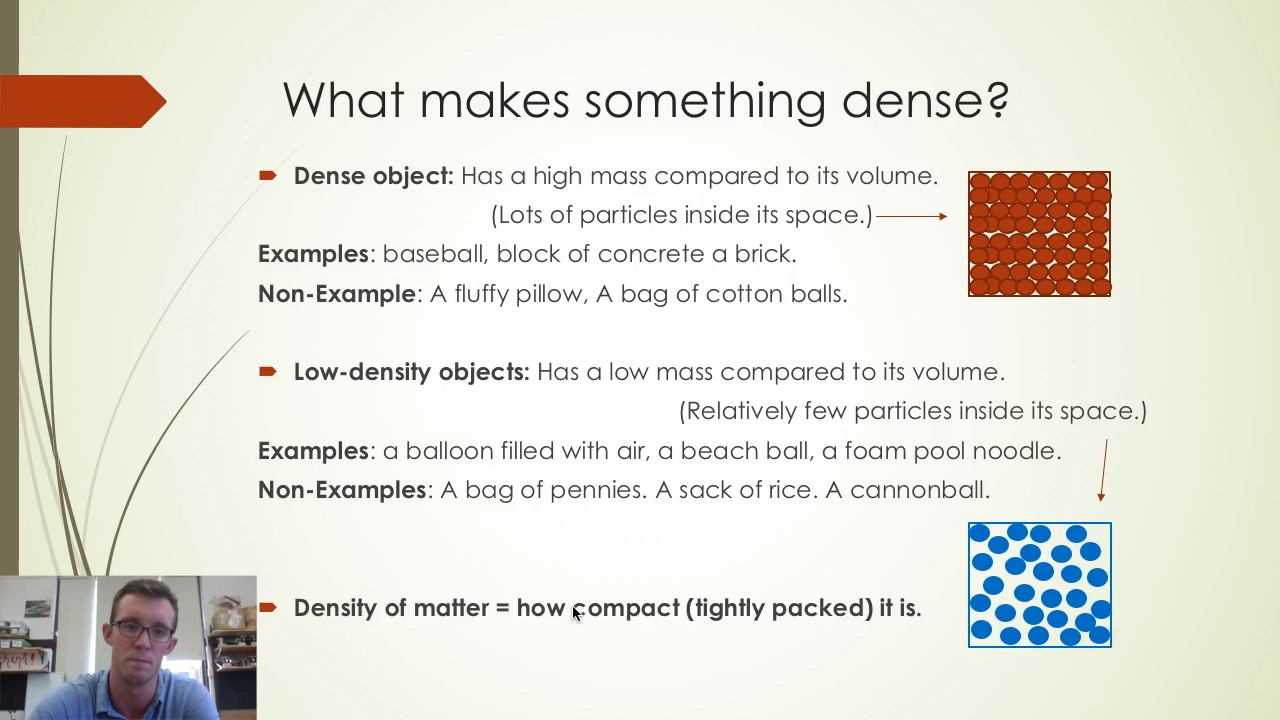 What makes something dense?
Dense object: Has a high mass compared to its volume.
(Lots of particles inside its space.)
Examples: baseball, block of concrete a brick.
Non-Example: A fluffy pillow, A bag of cotton balls.
Low-density objects: Has a low mass compared to its volume.
(Relatively few particles inside its space.)
Examples: a balloon filled with air, a beach ball, a foam pool noodle.
Non-Examples: A bag of pennies. A sack of rice. A cannonball.
Density of matter = how compact (tightly packed) it is.